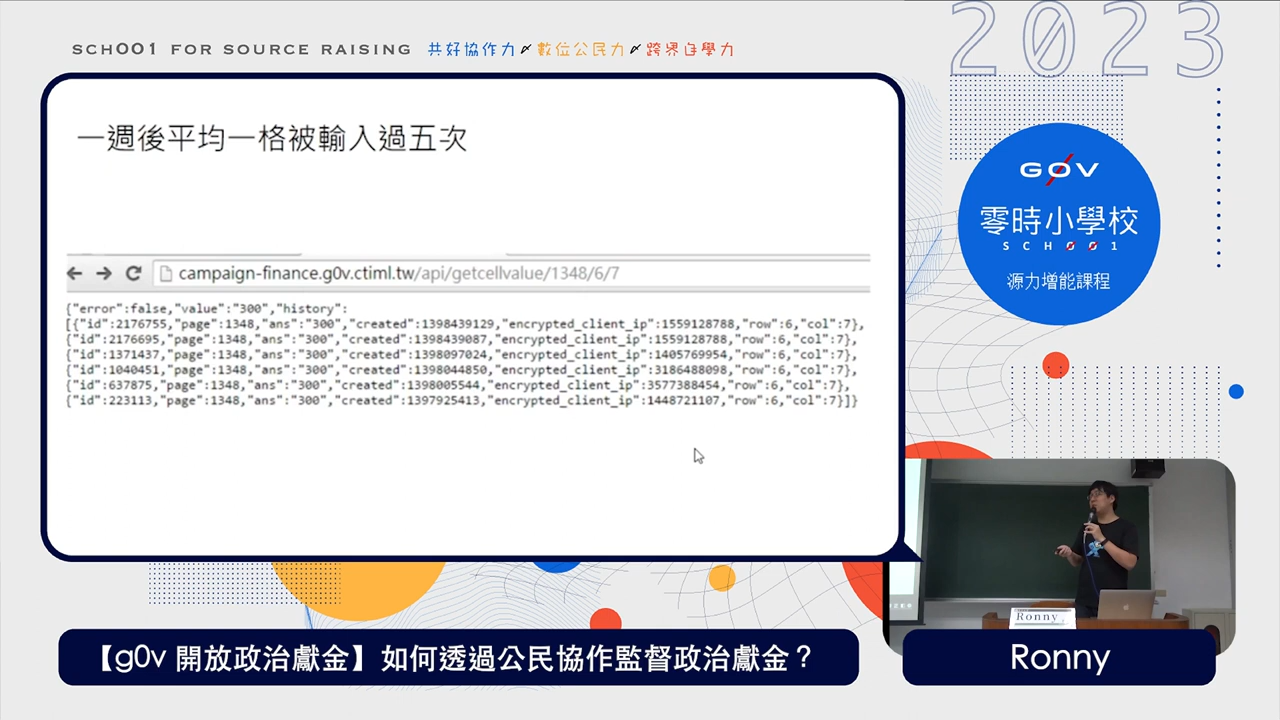 SCHOO1 FOR SOURCE RAISING 共好協作力 數位公民力 跨界自學力
2023
一週後平均一格被輸入過五次
campaign-finance.g0v.ctiml.tw/api/getcellvalue/1348/6/7
{"error":false,"value":"300","history":
[{"id":2176755,"page":1348,"ans":"300","created":1398439129,"encrypted_client_ip":1559128788,"row":6,"col":7},
{"id":2176695,"page":1348,"ans":"300","created":1398439087,"encrypted_client_ip":1559128788,"row":6,"col":7},
{"id":1371437,"page":1348,"ans":"300","created":1398097024,"encrypted_client_ip":1405769954,"row":6,"col":7},
{"id":1040451,"page":1348,"ans":"300","created":1398044850,"encrypted_client_ip":3186488098,"row":6,"col":7},
{"id":637875,"page":1348,"ans":"300","created":1398005544,"encrypted_client_ip":3577388454,"row":6,"col":7},
{"id":223113,"page":1348,"ans":"300","created":1397925413,"encrypted_client_ip":1448721107,"row":6,"col":7}]}
G0V
零時小學校
SCH001
源力增能課程
Ronny
【g0v 開放政治獻金】如何透過公民協作監督政治獻金？
Ronny